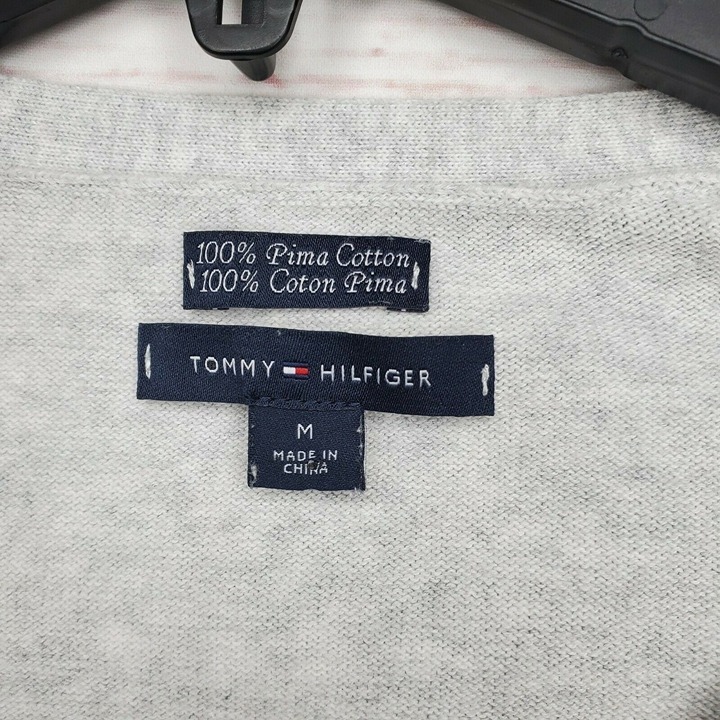 100% Pima Cotton
100% Coton Pima
TOMMY HILFIGER
M
MADE IN
CHINA